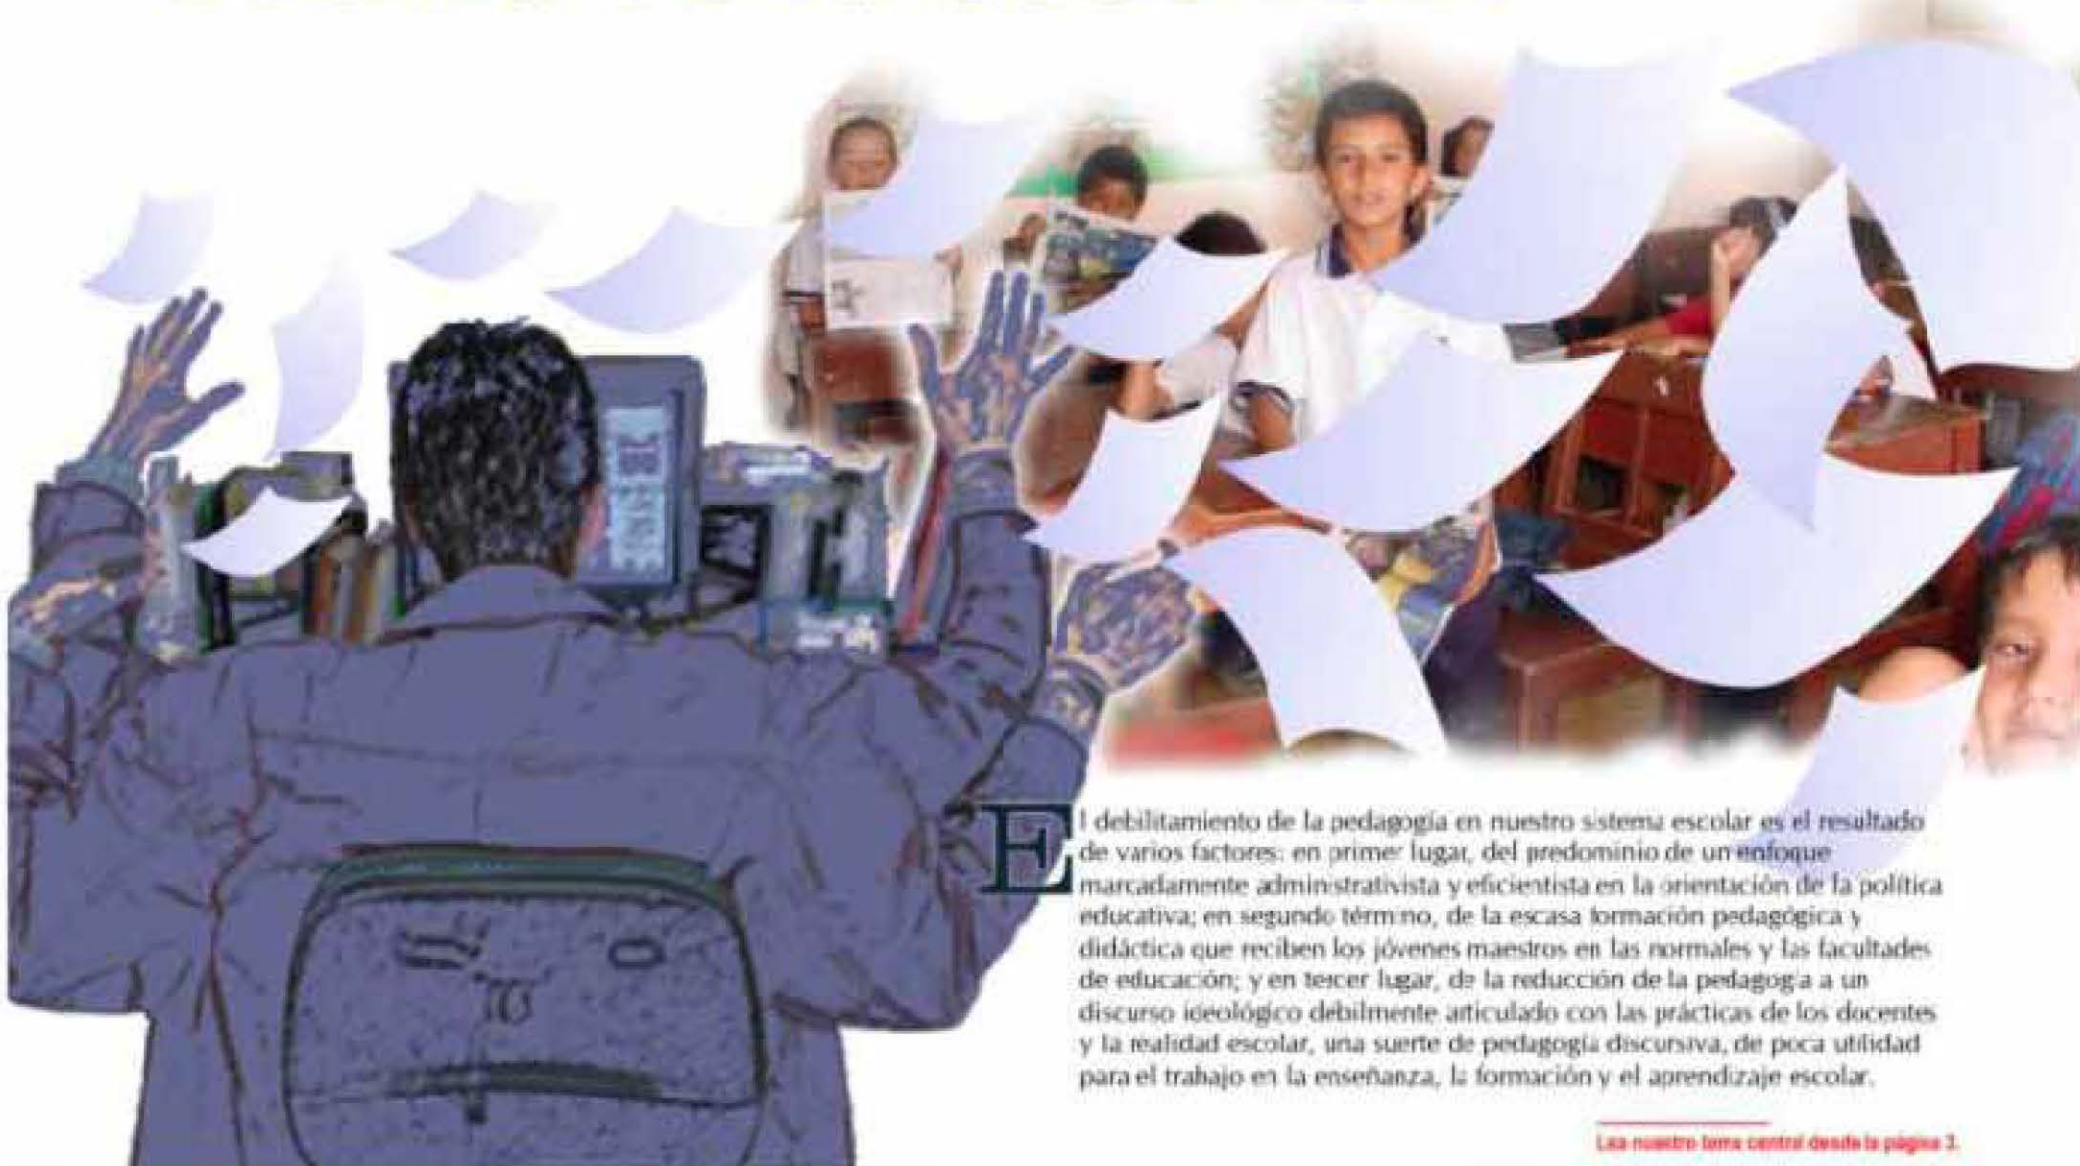 El debilitamiento de la pedagogía en nuestro sistema escolar es el resultado
de varios factores: en primer lugar, del predominio de un enfoque
marcadamente administrativista y eficientista en la orientación de la política
educativa; en segundo término, de la escasa formación pedagógica y
didáctica que reciben los jóvenes maestros en las normales y las facultades
de educación; y en tercer lugar, de la reducción de la pedagogía a un
discurso ideológico débilmente articulado con las prácticas de los docentes
y la realidad escolar, una suerte de pedagogía discursiva, de poca utilidad
para el trabajo en la enseñanza, la formación y el aprendizaje escolar.
Lea nuestro tema central desde la página 3.